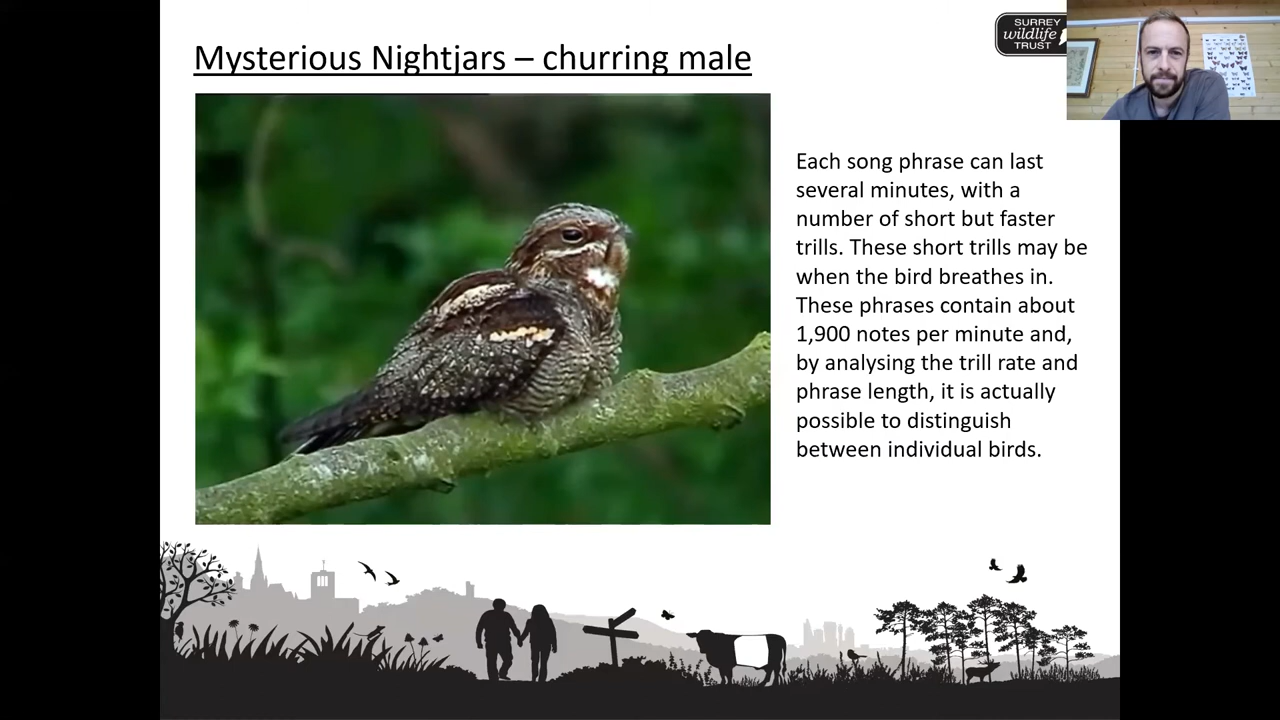 Mysterious Nightjars – churring male
SURREY
wildlife
TRUST
Each song phrase can last
several minutes, with a
number of short but faster
trills. These short trills may be
when the bird breathes in.
These phrases contain about
1,900 notes per minute and,
by analysing the trill rate and
phrase length, it is actually
possible to distinguish
between individual birds.